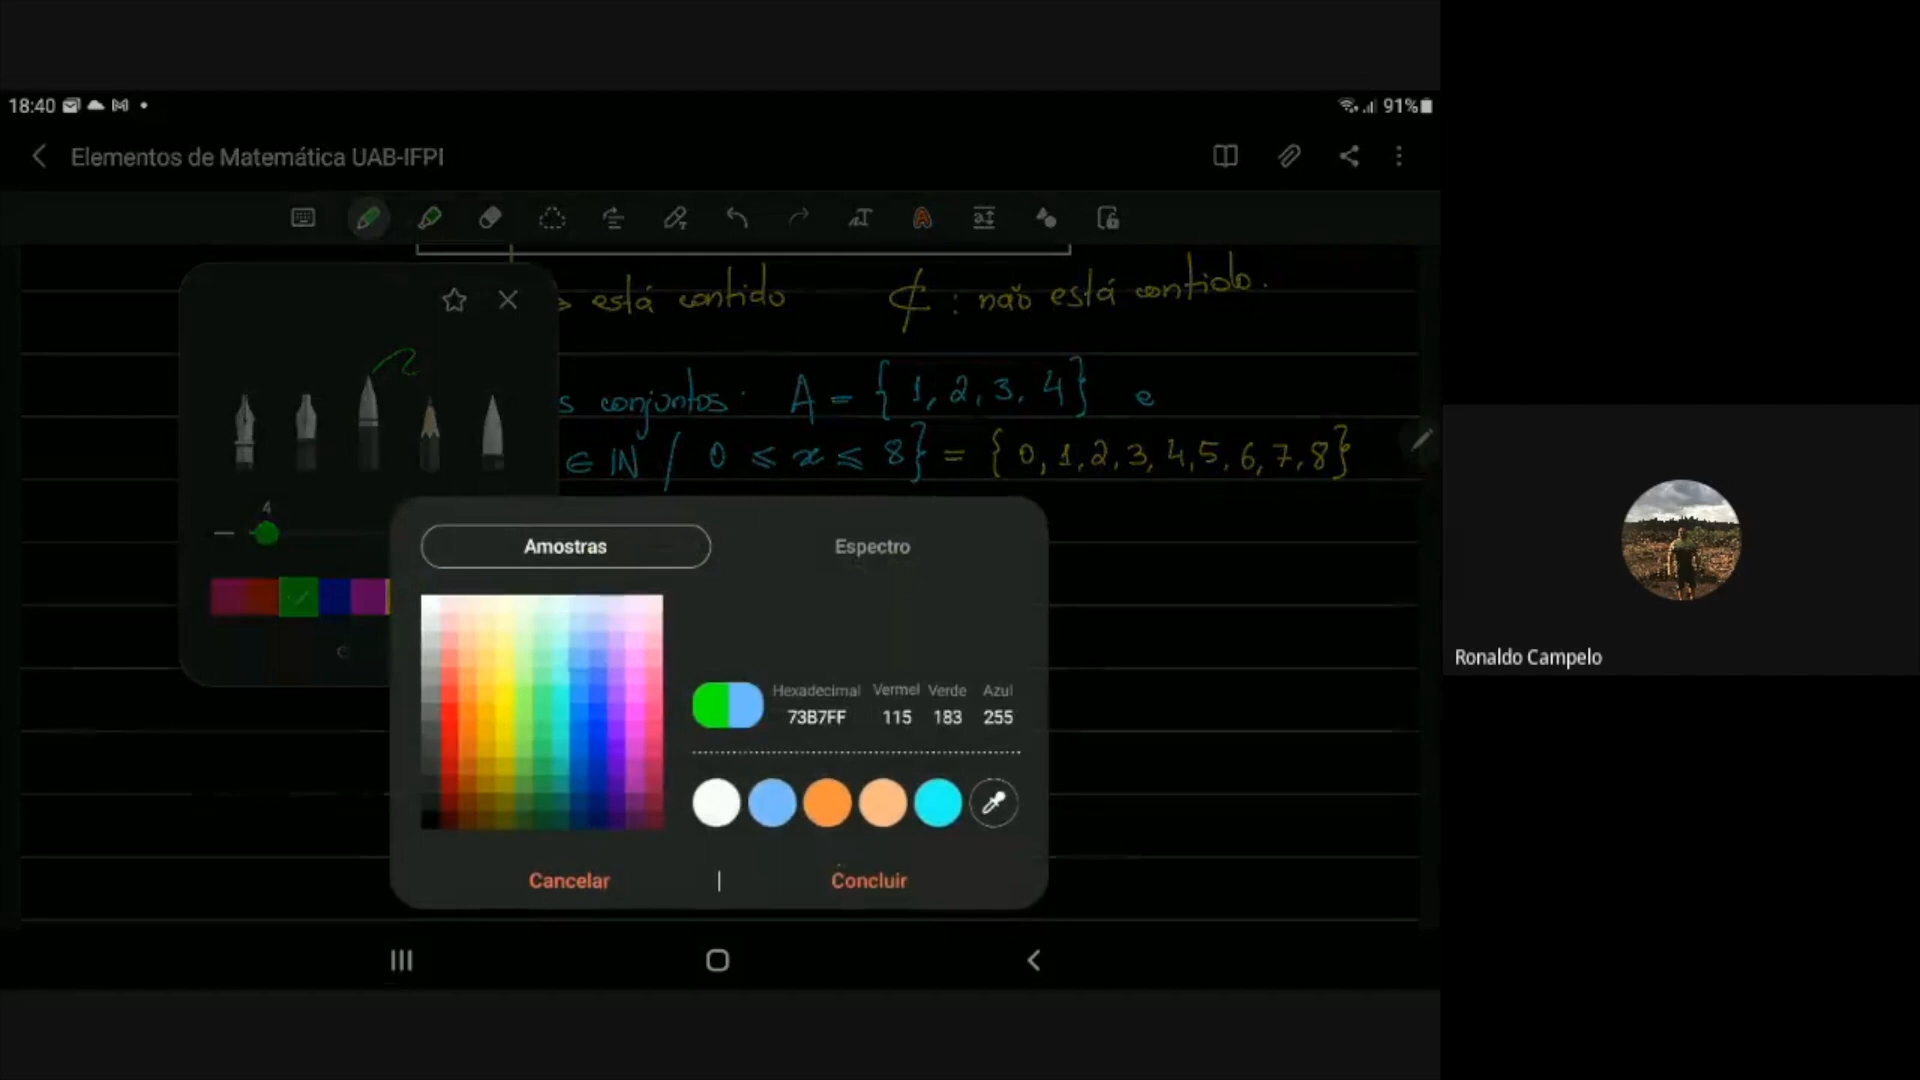 18:40
91%
Elementos de Matemática UAB-IFPI
está contido ⊄ : não está contido.
s conjuntos: A = { 1, 2, 3, 4 } e
∈ IN / 0 ≤ x ≤ 8} = { 0, 1, 2, 3, 4, 5, 6, 7, 8 }
4
Amostras Espectro
Hexadecimal Vermel Verde Azul
73B7FF 115 183 255
Cancelar | Concluir
Ronaldo Campelo